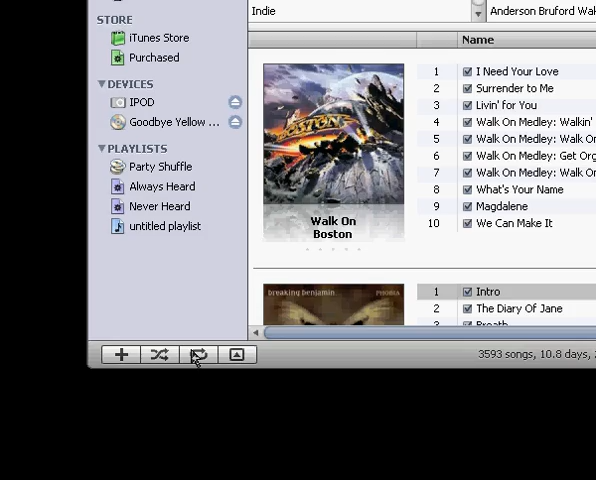 Indie
Anderson Bruford Wak
STORE
iTunes Store
Purchased
DEVICES
IPOD
Goodbye Yellow ...
PLAYLISTS
Party Shuffle
Always Heard
Never Heard
untitled playlist
Name
BOSTON
Walk On
Boston
1 I Need Your Love
2 Surrender to Me
3 Livin' for You
4 Walk On Medley: Walkin'
5 Walk On Medley: Walk On
6 Walk On Medley: Get Org
7 Walk On Medley: Walk On
8 What's Your Name
9 Magdalene
10 We Can Make It
breaking benjamin PHOBIA
1 Intro
2 The Diary Of Jane
3 Breath
3593 songs, 10.8 days,